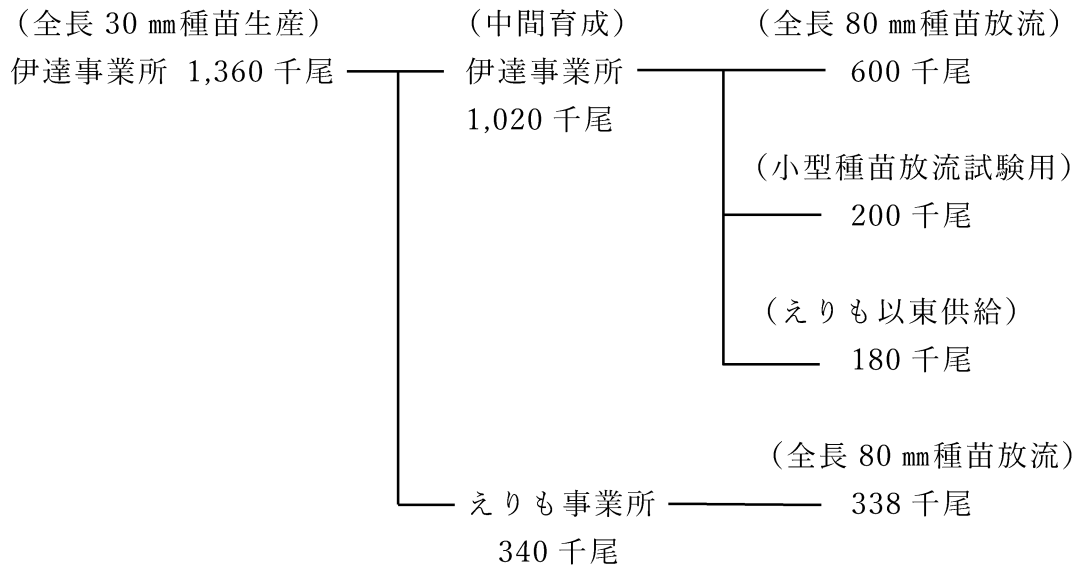 （全長 30 ㎜種苗生産）
（中間育成）
（全長 80 ㎜種苗放流）
伊達事業所 1,360 千尾
伊達事業所
600 千尾
1,020 千尾
（小型種苗放流試験用）
200 千尾
（えりも以東供給）
180 千尾
（全長 80 ㎜種苗放流）
えりも事業所
338 千尾
340 千尾